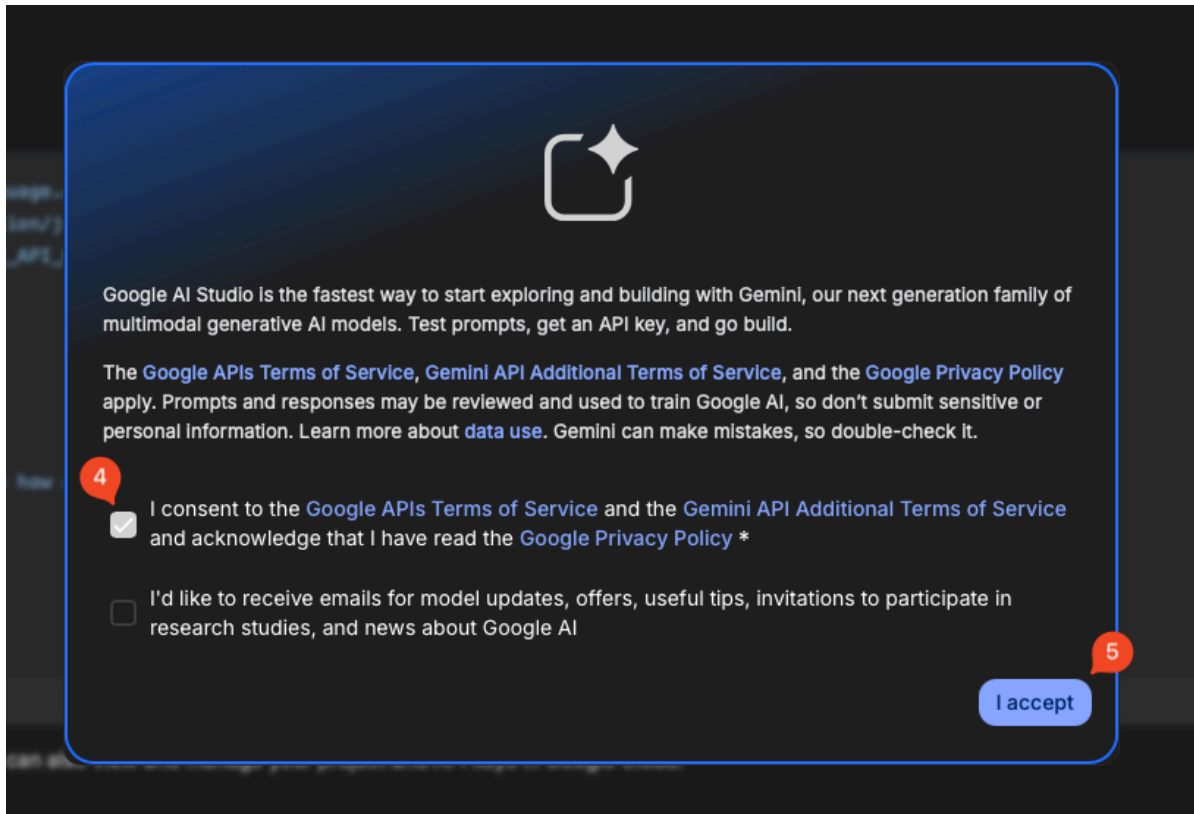 Google AI Studio is the fastest way to start exploring and building with Gemini, our next generation family of
multimodal generative AI models. Test prompts, get an API key, and go build.
The Google APIs Terms of Service, Gemini API Additional Terms of Service, and the Google Privacy Policy
apply. Prompts and responses may be reviewed and used to train Google AI, so don’t submit sensitive or
personal information. Learn more about data use. Gemini can make mistakes, so double-check it.
4
I consent to the Google APIs Terms of Service and the Gemini API Additional Terms of Service
and acknowledge that I have read the Google Privacy Policy *
I'd like to receive emails for model updates, offers, useful tips, invitations to participate in
research studies, and news about Google AI
5
I accept